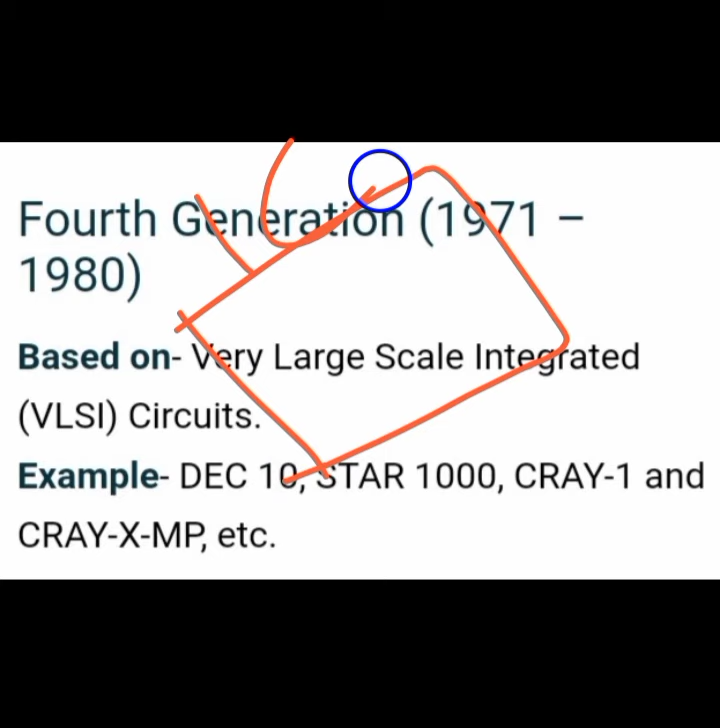 Fourth Generation (1971 –
1980)
Based on- Very Large Scale Integrated
(VLSI) Circuits.
Example- DEC 10, STAR 1000, CRAY-1 and
CRAY-X-MP, etc.